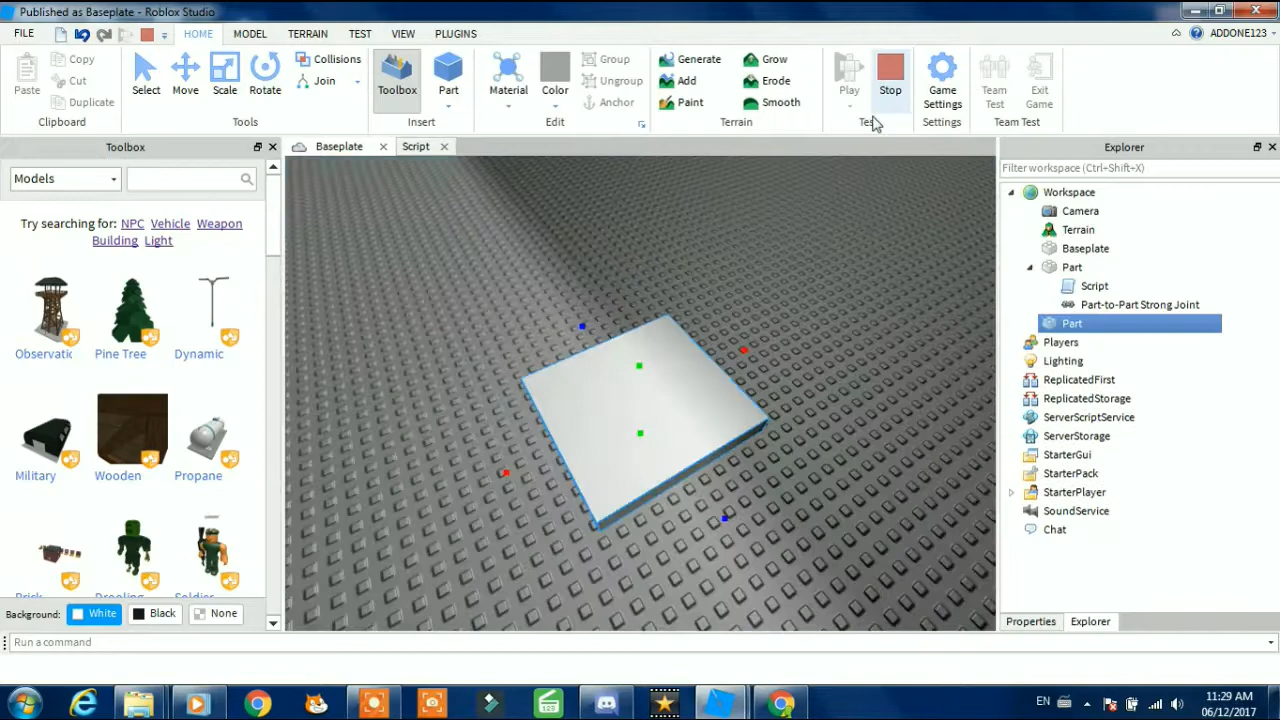 Published as Baseplate - Roblox Studio
FILE HOME MODEL TERRAIN TEST VIEW PLUGINS ADDONE123
Paste Copy Cut Duplicate
Clipboard
Select Move Scale Rotate Collisions Join
Tools
Toolbox Part
Insert
Material Color Group Ungroup Anchor
Edit
Generate Add Paint Grow Erode Smooth
Terrain
Play Stop
Game Settings
Settings
Team Test Exit Game
Team Test
Toolbox
Baseplate Script
Explorer
Models
Filter workspace (Ctrl+Shift+X)
Try searching for: NPC Vehicle Weapon
Building Light
Observatic Pine Tree Dynamic
Military Wooden Propane
Background: White Black None
Workspace
Camera
Terrain
Baseplate
Part
Script
Part-to-Part Strong Joint
Part
Players
Lighting
ReplicatedFirst
ReplicatedStorage
ServerScriptService
ServerStorage
StarterGui
StarterPack
StarterPlayer
SoundService
Chat
Properties Explorer
Run a command
123
EN
11:29 AM
06/12/2017